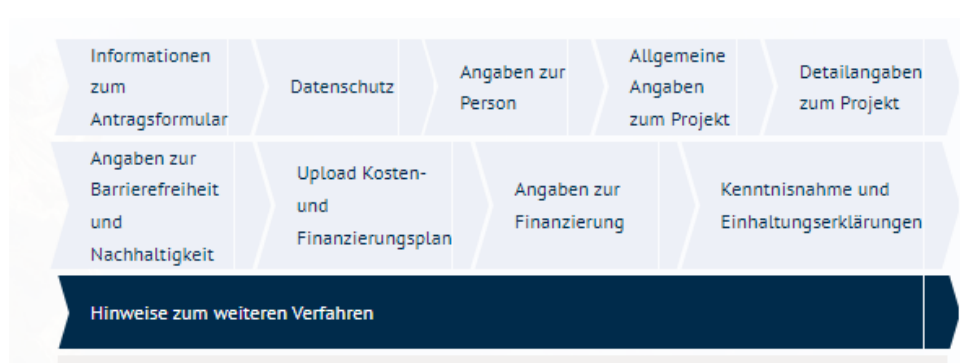 Informationen
zum
Antragsformular
Datenschutz
Angaben zur
Person
Allgemeine
Angaben
zum Projekt
Detailangaben
zum Projekt
Angaben zur
Barrierefreiheit
und
Nachhaltigkeit
Upload Kosten-
und
Finanzierungsplan
Angaben zur
Finanzierung
Kenntnisnahme und
Einhaltungserklärungen
Hinweise zum weiteren Verfahren